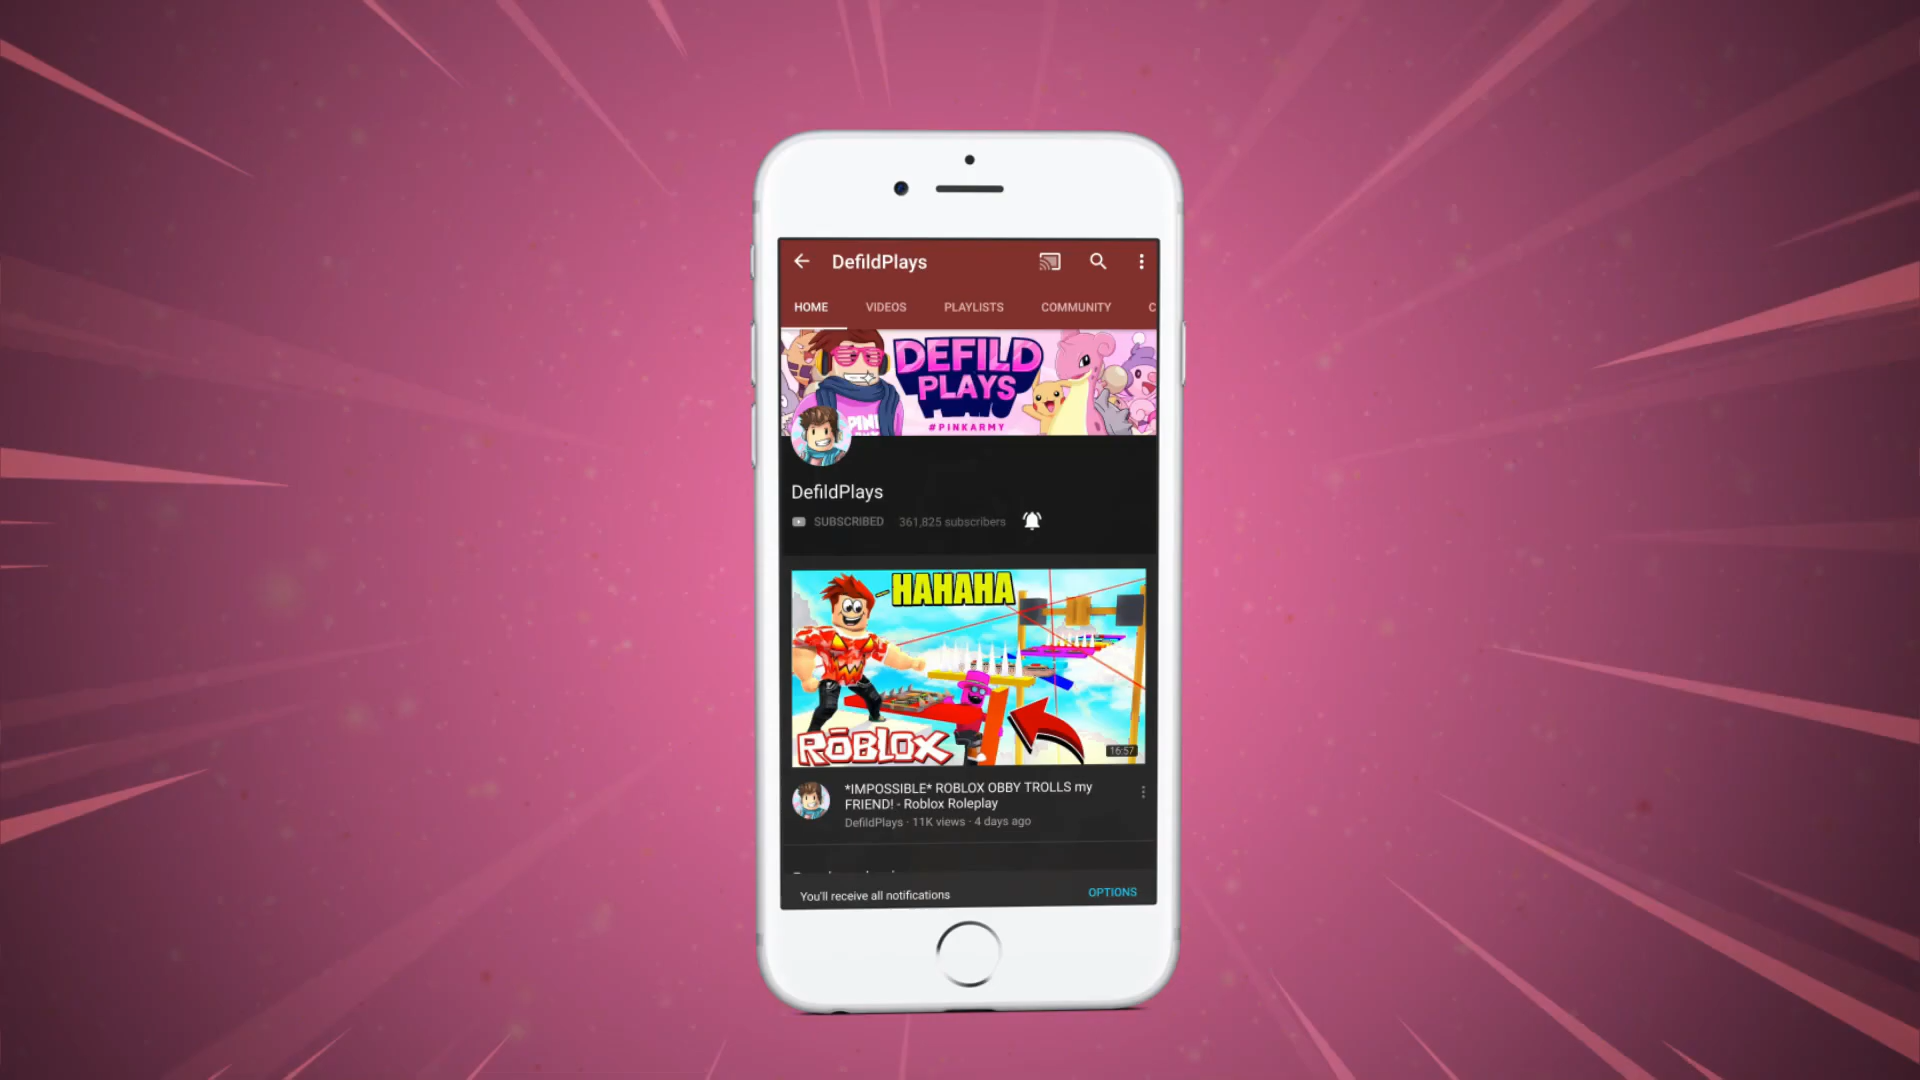 DefildPlays
HOME VIDEOS PLAYLISTS COMMUNITY C
DEFILD
PLAYS
#PINKARMY
DefildPlays
SUBSCRIBED 361,825 subscribers
HAHAHA
ROBLOX
16:57
*IMPOSSIBLE* ROBLOX OBBY TROLLS my
FRIEND! - Roblox Roleplay
DefildPlays · 11K views · 4 days ago
You'll receive all notifications OPTIONS